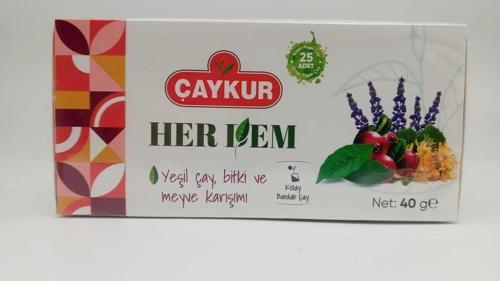 25
ADET
ÇAYKUR
HER DEM
Yeşil çay, bitki ve
meyve karışımı
Kolay
Bardak Çay
Net: 40 g℮